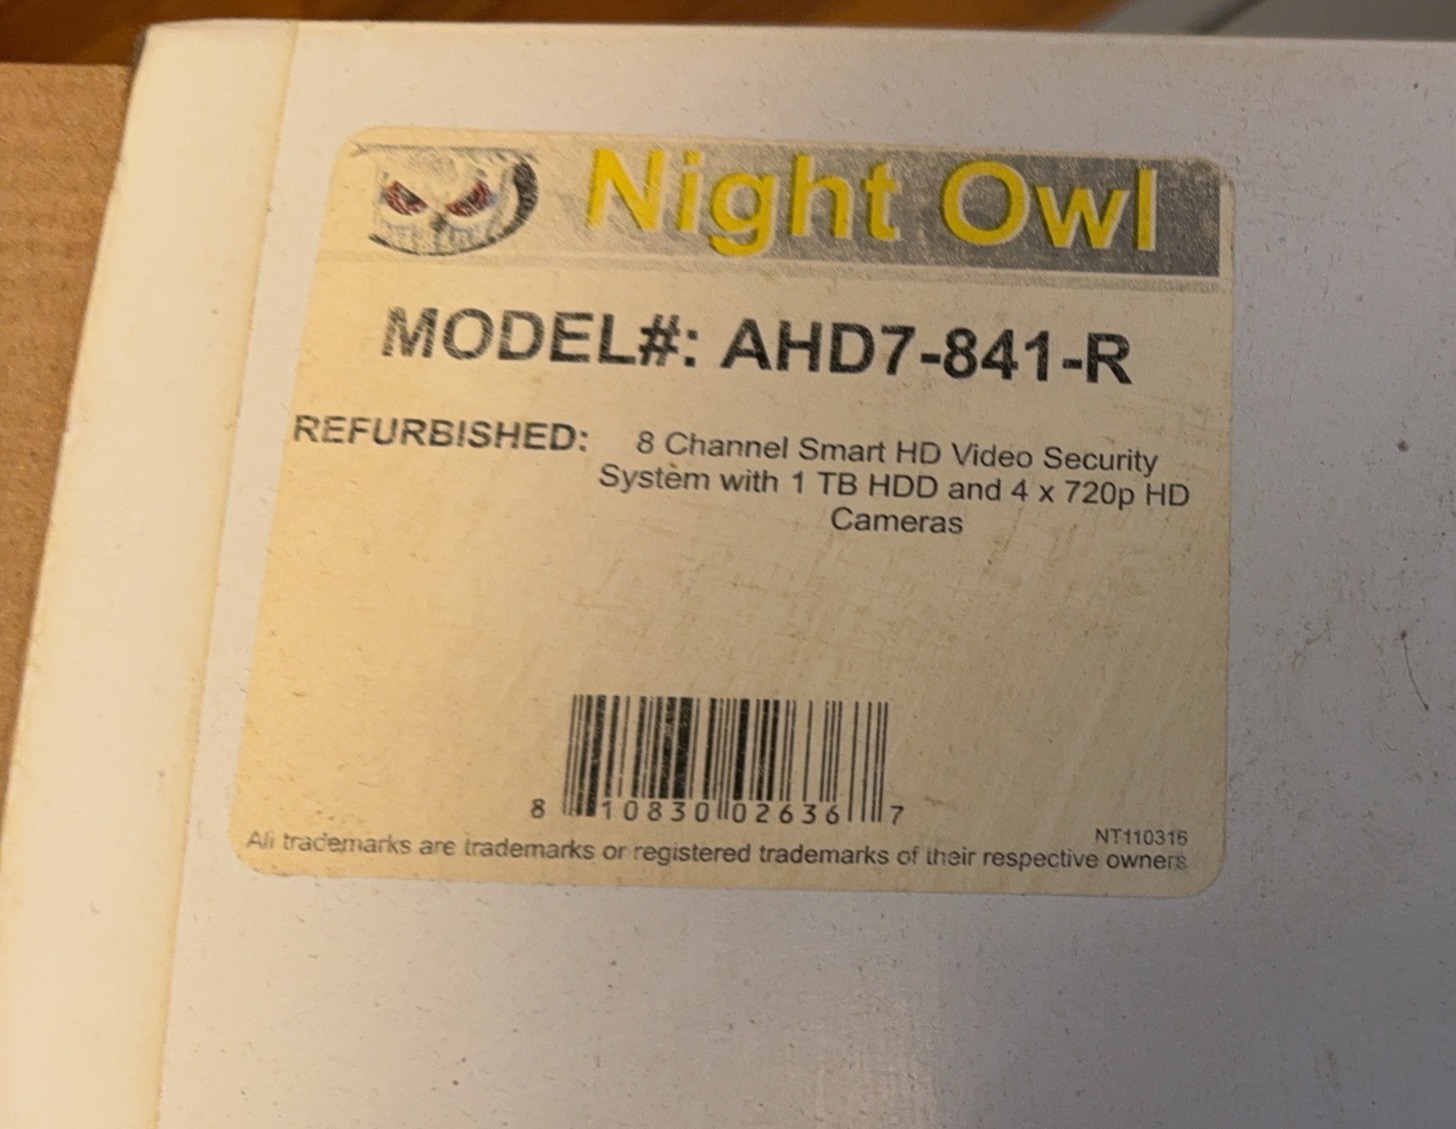 Night Owl
MODEL#: AHD7-841-R
REFURBISHED: 8 Channel Smart HD Video Security
System with 1 TB HDD and 4 x 720p HD
Cameras
8 10830 02636 7
NT110316
All trademarks are trademarks or registered trademarks of their respective owners